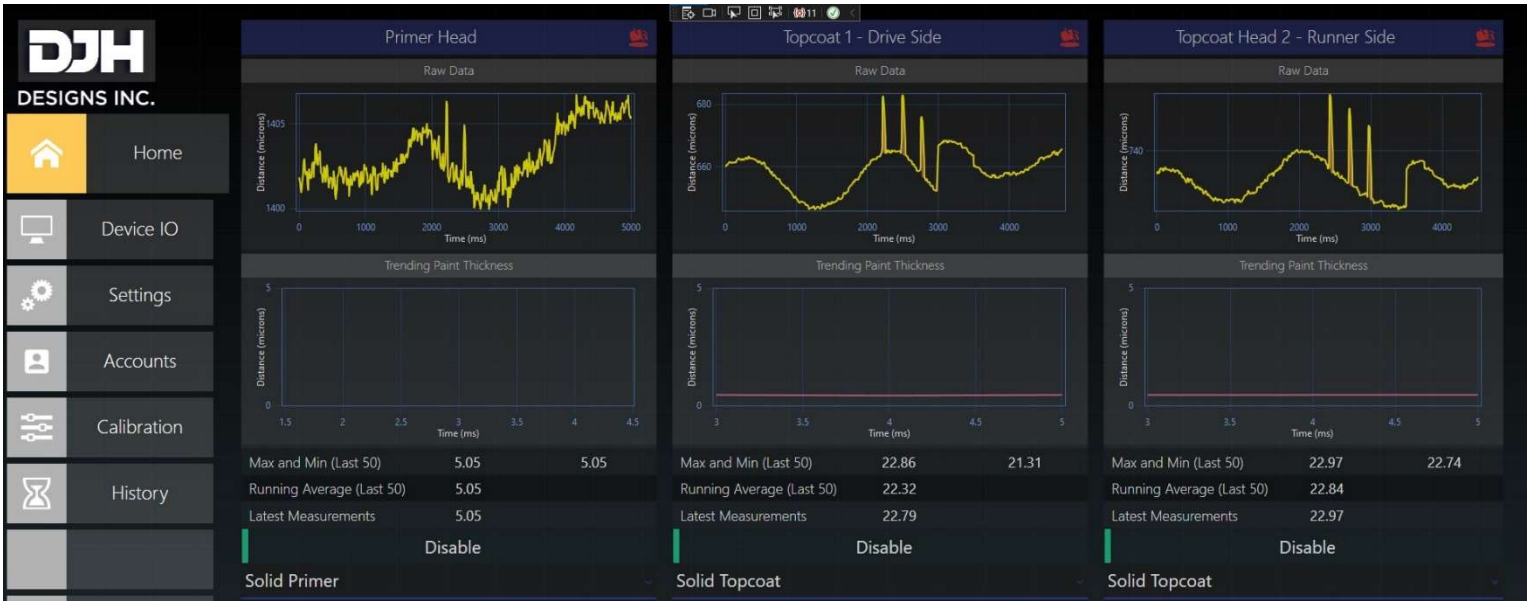 11
DJH
DESIGNS INC.
Home
Device IO
Settings
Accounts
Calibration
History
Primer Head
Raw Data
Distance (microns)
1405
1400
0 1000 2000 3000 4000 5000
Time (ms)
Trending Paint Thickness
Distance (microns)
5
0
1.5 2 2.5 3 3.5 4 4.5
Time (ms)
Max and Min (Last 50) 5.05 5.05
Running Average (Last 50) 5.05
Latest Measurements 5.05
Disable
Solid Primer
Topcoat 1 - Drive Side
Raw Data
Distance (microns)
680
660
0 1000 2000 3000 4000
Time (ms)
Trending Paint Thickness
Distance (microns)
5
0
3 3.5 4 4.5 5
Time (ms)
Max and Min (Last 50) 22.86 21.31
Running Average (Last 50) 22.32
Latest Measurements 22.79
Disable
Solid Topcoat
Topcoat Head 2 - Runner Side
Raw Data
Distance (microns)
740
0 1000 2000 3000 4000
Time (ms)
Trending Paint Thickness
Distance (microns)
5
0
3 3.5 4 4.5 5
Time (ms)
Max and Min (Last 50) 22.97 22.74
Running Average (Last 50) 22.84
Latest Measurements 22.97
Disable
Solid Topcoat